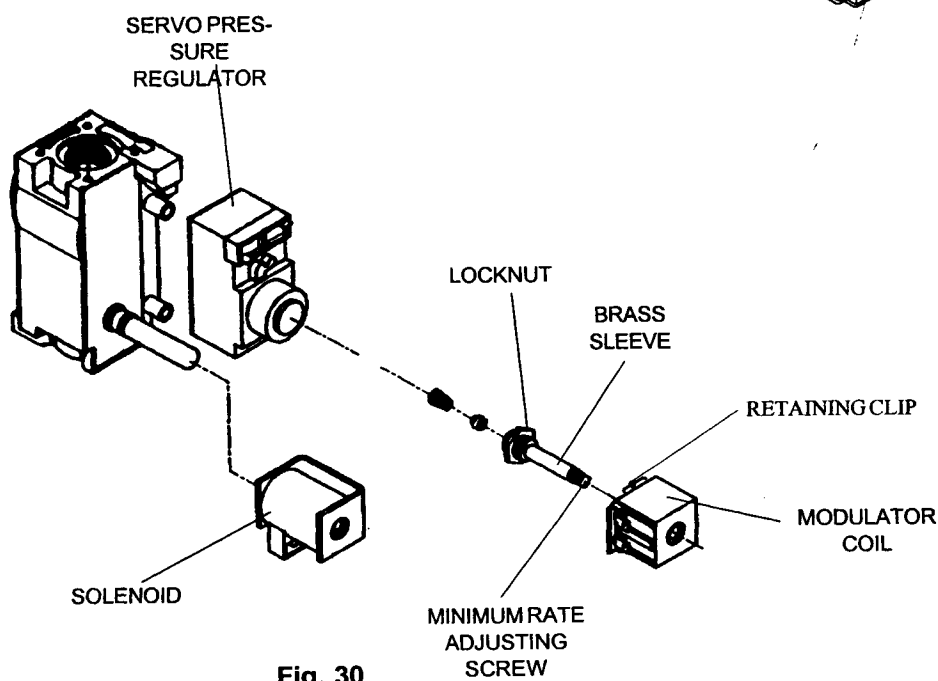 SERVO PRES-
SURE
REGULATOR
LOCKNUT
BRASS
SLEEVE
RETAINING CLIP
MODULATOR
COIL
SOLENOID
MINIMUM RATE
ADJUSTING
SCREW
Fig. 30